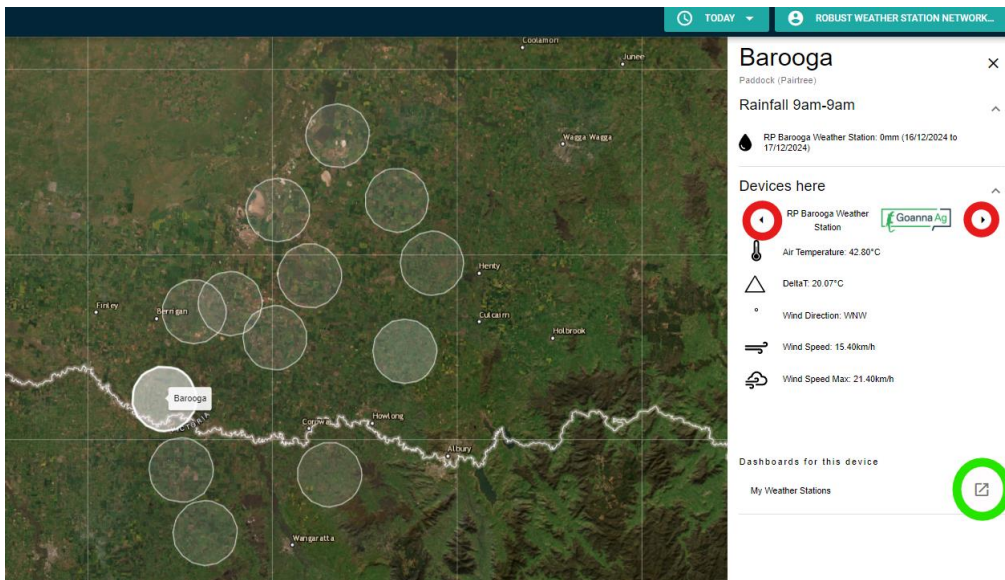 TODAY
ROBUST WEATHER STATION NETWORK...
Coolamon
Junee
Wagga Wagga
Henty
Finley
Berrigan
Culcairn
Holbrook
Barooga
VICTORIA
Corowa
Howlong
Albury
Wangaratta
Barooga
Paddock (Pairtree)
Rainfall 9am-9am
RP Barooga Weather Station: 0mm (16/12/2024 to
17/12/2024)
Devices here
RP Barooga Weather
Station
Goanna Ag
Air Temperature: 42.80°C
DeltaT: 20.07°C
Wind Direction: WNW
Wind Speed: 15.40km/h
Wind Speed Max: 21.40km/h
Dashboards for this device
My Weather Stations